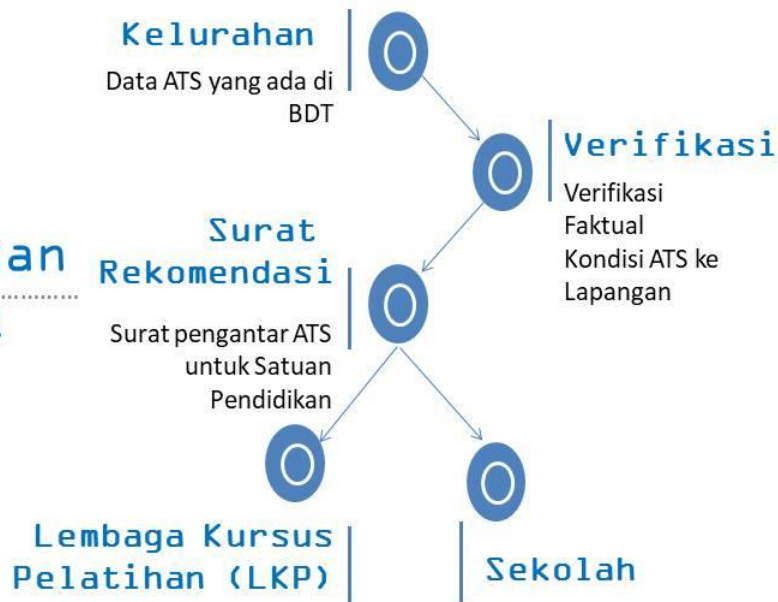 Kelurahan
Data ATS yang ada di
BDT
Verifikasi
Verifikasi
Faktual
Kondisi ATS ke
Lapangan
an
Surat
Rekomendasi
Surat pengantar ATS
untuk Satuan
Pendidikan
Lembaga Kursus
Pelatihan (LKP)
Sekolah